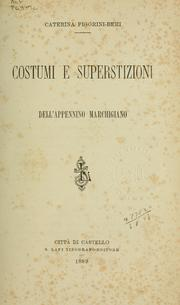 CATERINA PIGORINI-BERI
COSTUMI E SUPERSTIZIONI
DELL'APPENNINO MARCHIGIANO
CITTÀ DI CASTELLO
S. LAPI TIPOGRAFO-EDITORE
1889